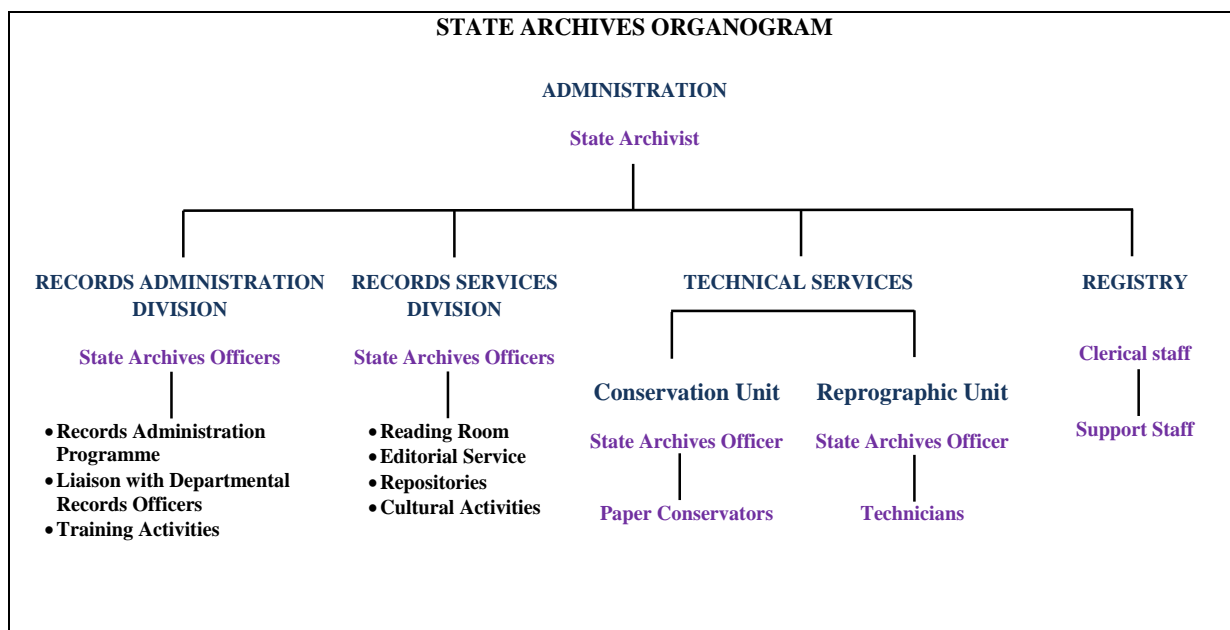 STATE ARCHIVES ORGANOGRAM
ADMINISTRATION
State Archivist
RECORDS ADMINISTRATION
DIVISION
State Archives Officers
• Records Administration
Programme
• Liaison with Departmental
Records Officers
• Training Activities
RECORDS SERVICES
DIVISION
State Archives Officers
• Reading Room
• Editorial Service
• Repositories
• Cultural Activities
TECHNICAL SERVICES
Conservation Unit
State Archives Officer
Paper Conservators
Reprographic Unit
State Archives Officer
Technicians
REGISTRY
Clerical staff
Support Staff